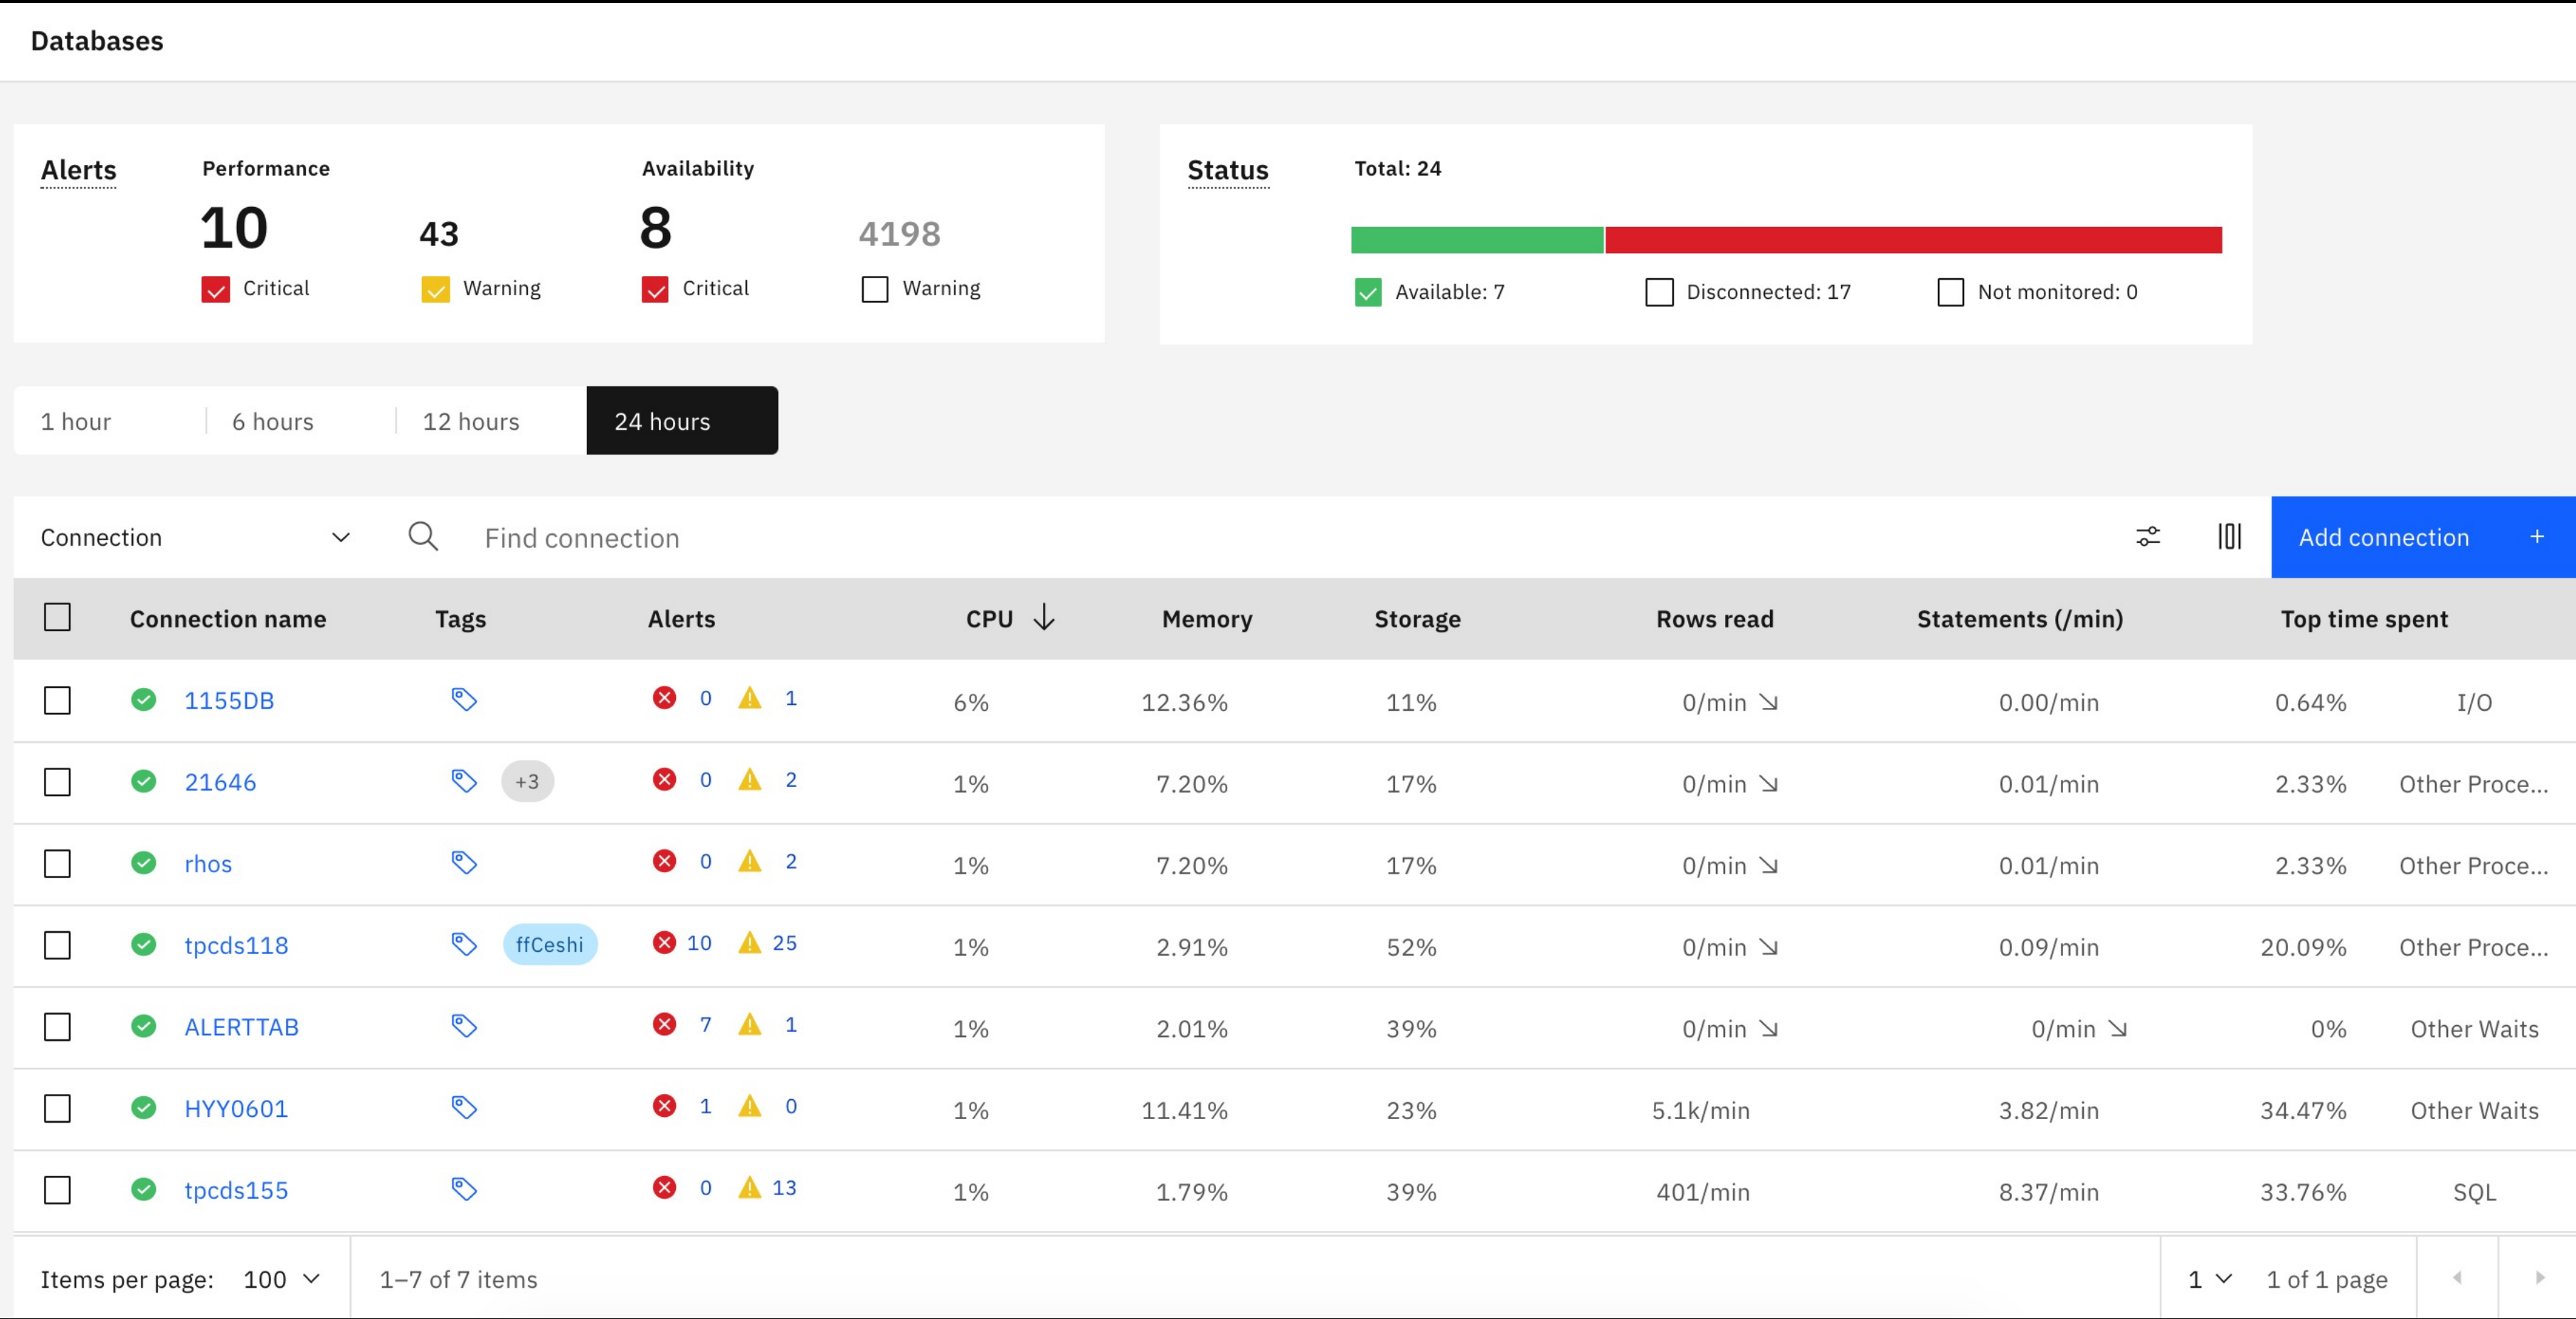 Databases
Alerts Performance Availability
10 43 8 4198
Critical Warning Critical Warning
Status Total: 24
Available: 7 Disconnected: 17 Not monitored: 0
1 hour 6 hours 12 hours 24 hours
Connection Find connection Add connection +
Connection name Tags Alerts CPU Memory Storage Rows read Statements (/min) Top time spent
1155DB 0 1 6% 12.36% 11% 0/min 0.00/min 0.64% I/O
21646 +3 0 2 1% 7.20% 17% 0/min 0.01/min 2.33% Other Proce...
rhos 0 2 1% 7.20% 17% 0/min 0.01/min 2.33% Other Proce...
tpcds118 ffCeshi 10 25 1% 2.91% 52% 0/min 0.09/min 20.09% Other Proce...
ALERTTAB 7 1 1% 2.01% 39% 0/min 0/min 0% Other Waits
HYY0601 1 0 1% 11.41% 23% 5.1k/min 3.82/min 34.47% Other Waits
tpcds155 0 13 1% 1.79% 39% 401/min 8.37/min 33.76% SQL
Items per page: 100 1–7 of 7 items 1 1 of 1 page